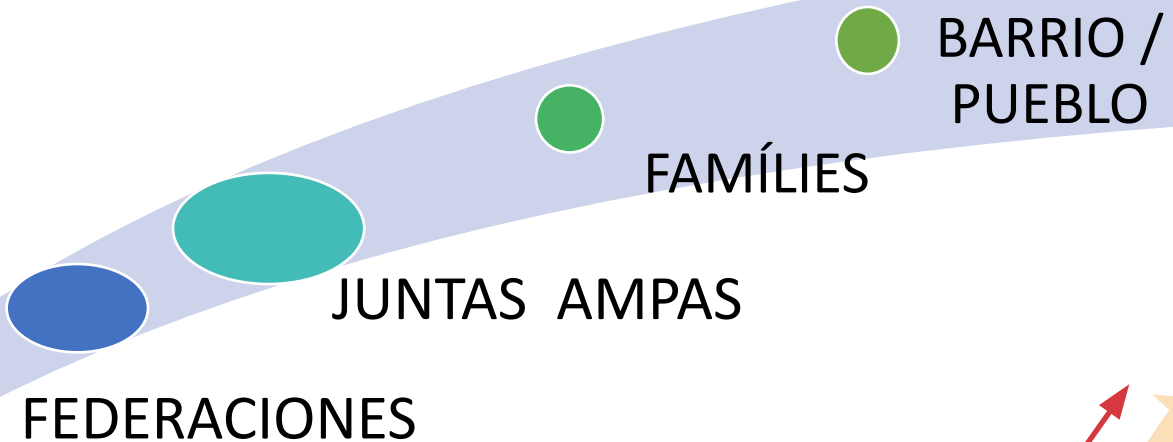 BARRIO /
PUEBLO
FAMÍLIES
JUNTAS AMPAS
FEDERACIONES